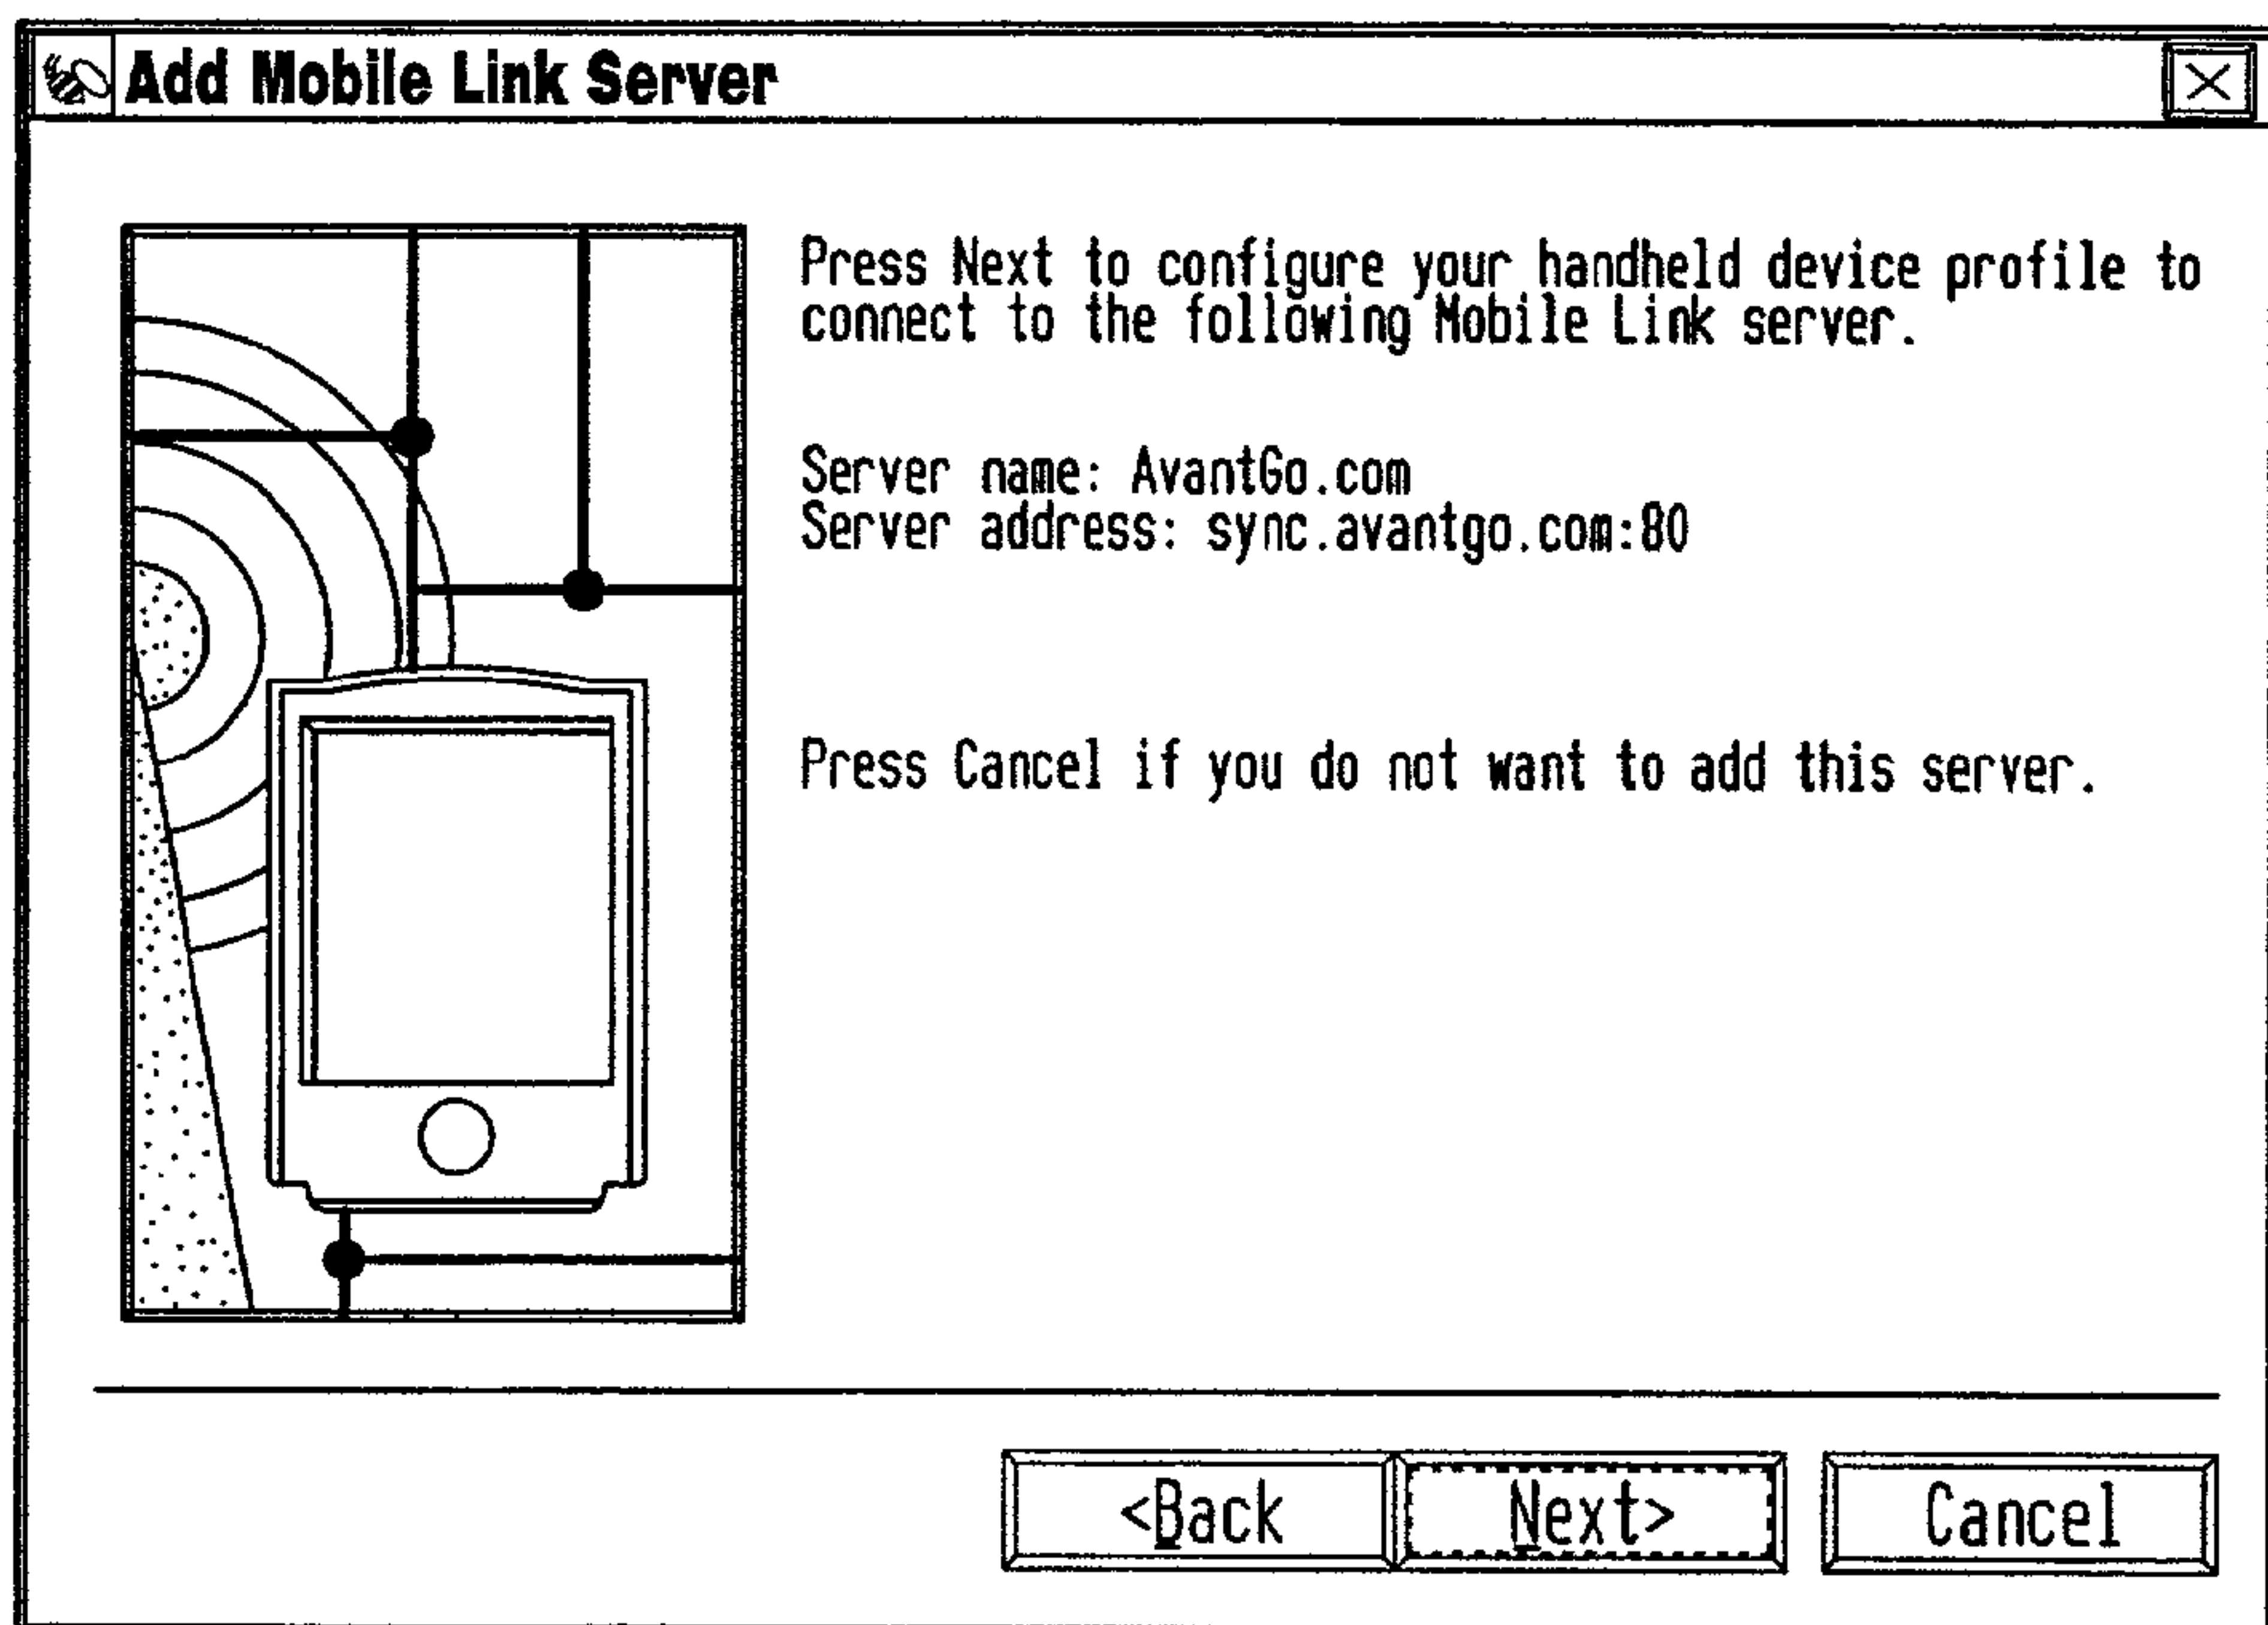 Add Mobile Link Server
Press Next to configure your handheld device profile to
connect to the following Mobile Link server.
Server name: AvantGo.com
Server address: sync.avantgo.com:80
Press Cancel if you do not want to add this server.
<Back
Next>
Cancel